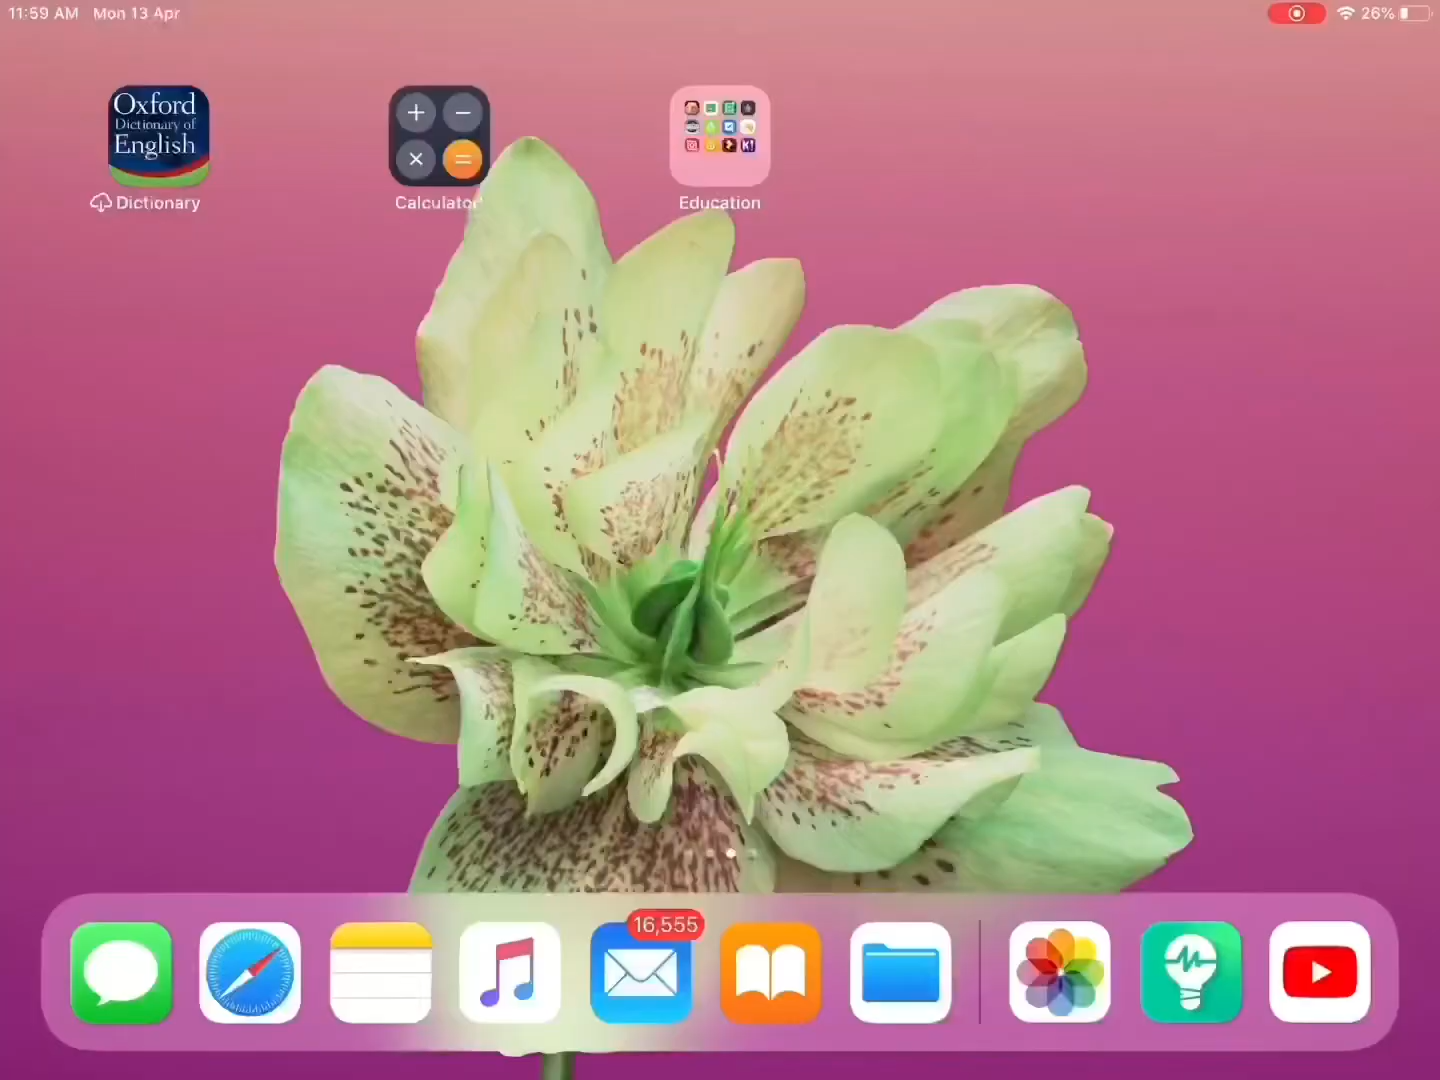 11:59 AM Mon 13 Apr
26%
Oxford
Dictionary of
English
Dictionary
Calculator
Education
K!
16,555